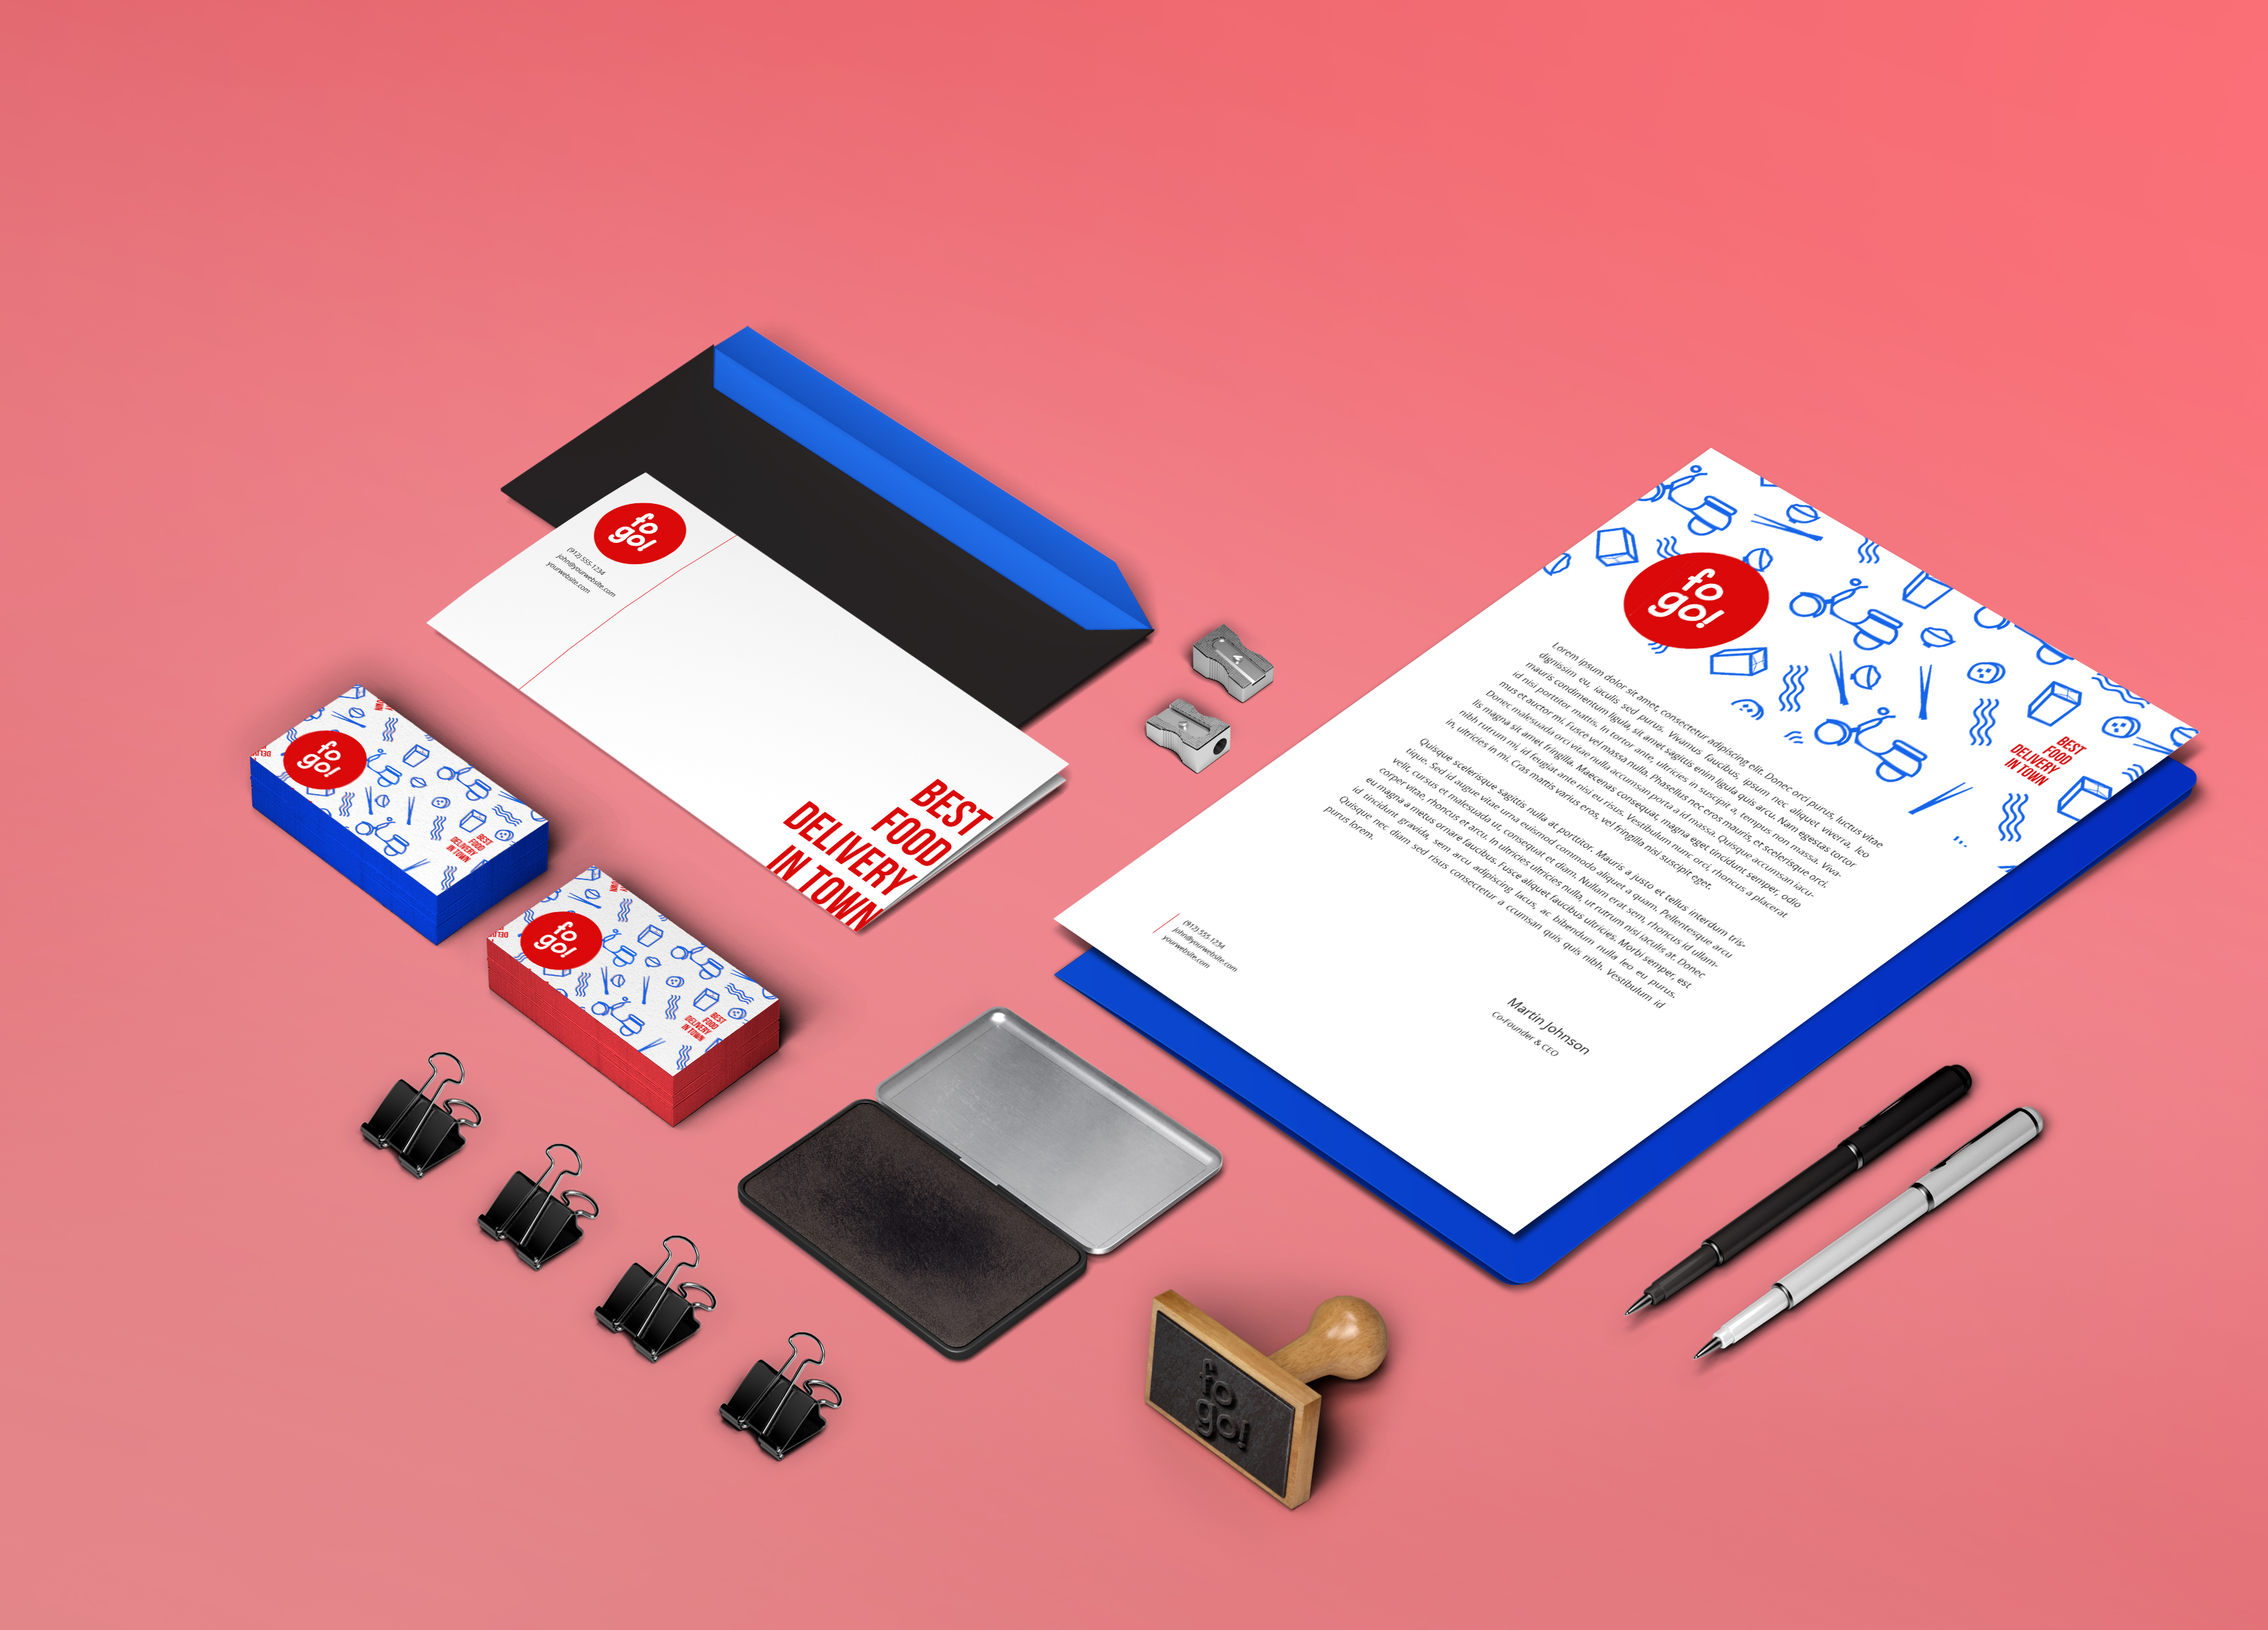 fo
go!
(912) 555-1234
john@yourwebsite.com
yourwebsite.com
BEST
FOOD
DELIVERY
IN TOWN
fo
go!
BEST
FOOD
DELIVERY
IN TOWN
fo
go!
BEST
FOOD
DELIVERY
IN TOWN
fo
go!
BEST
FOOD
DELIVERY
IN TOWN
Lorem ipsum dolor sit amet, consectetur adipiscing elit. Donec orci purus, luctus vitae
dignissim eu, iaculis sed purus. Vivamus faucibus, ipsum nec aliquet viverra, leo
mauris condimentum ligula, sit amet sagittis enim ligula quis arcu. Nam egestas tortor
id nisi porttitor mattis. In tortor ante, ultricies in suscipit a, tempus non massa. Viva-
mus et auctor mi. Fusce vel massa nulla. Phasellus nec eros mauris, et scelerisque orci.
Donec malesuada orci vitae nulla accumsan porta id massa. Quisque accumsan iacu-
lis magna sit amet fringilla. Maecenas consequat, magna eget tincidunt semper, odio
nibh rutrum mi, id feugiat ante nisi eu risus. Vestibulum nunc orci, rhoncus a placerat
in, ultricies in mi. Cras mattis varius eros, vel fringilla nisi suscipit eget.
Quisque scelerisque sagittis nulla at porttitor. Mauris a justo et tellus interdum tris-
tique. Sed id augue vitae urna euismod commodo aliquet a quam. Pellentesque arcu
velit, cursus et malesuada ut, consequat et diam. Nullam erat sem, rhoncus id ullam-
corper vitae, rhoncus et arcu. In ultricies ultricies nulla, ut rutrum nisi iaculis at. Donec
eu magna a metus ornare faucibus. Fusce aliquet faucibus ultricies. Morbi semper, est
id tincidunt gravida, sem arcu adipiscing lacus, ac bibendum nulla leo eu purus.
Quisque nec diam sed risus consectetur a ccumsan quis quis nibh. Vestibulum id
purus lorem.
(912) 555-1234
john@yourwebsite.com
yourwebsite.com
Martin Johnson
Co-Founder & CEO
fo
go!